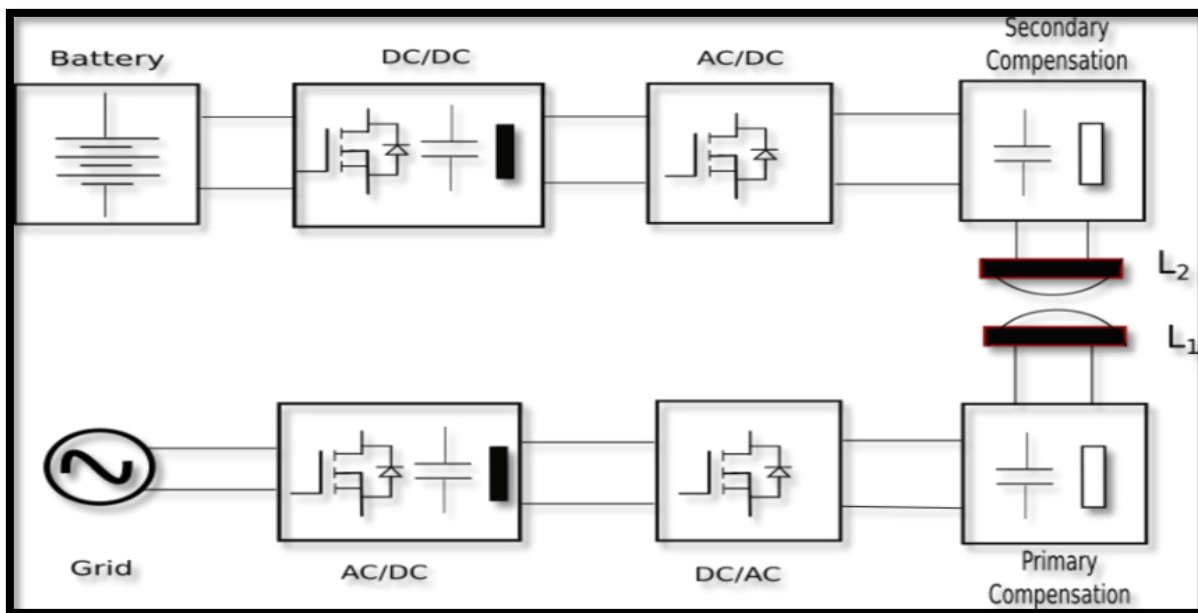 Battery
DC/DC
AC/DC
Secondary
Compensation
L₂
L₁
Grid
AC/DC
DC/AC
Primary
Compensation